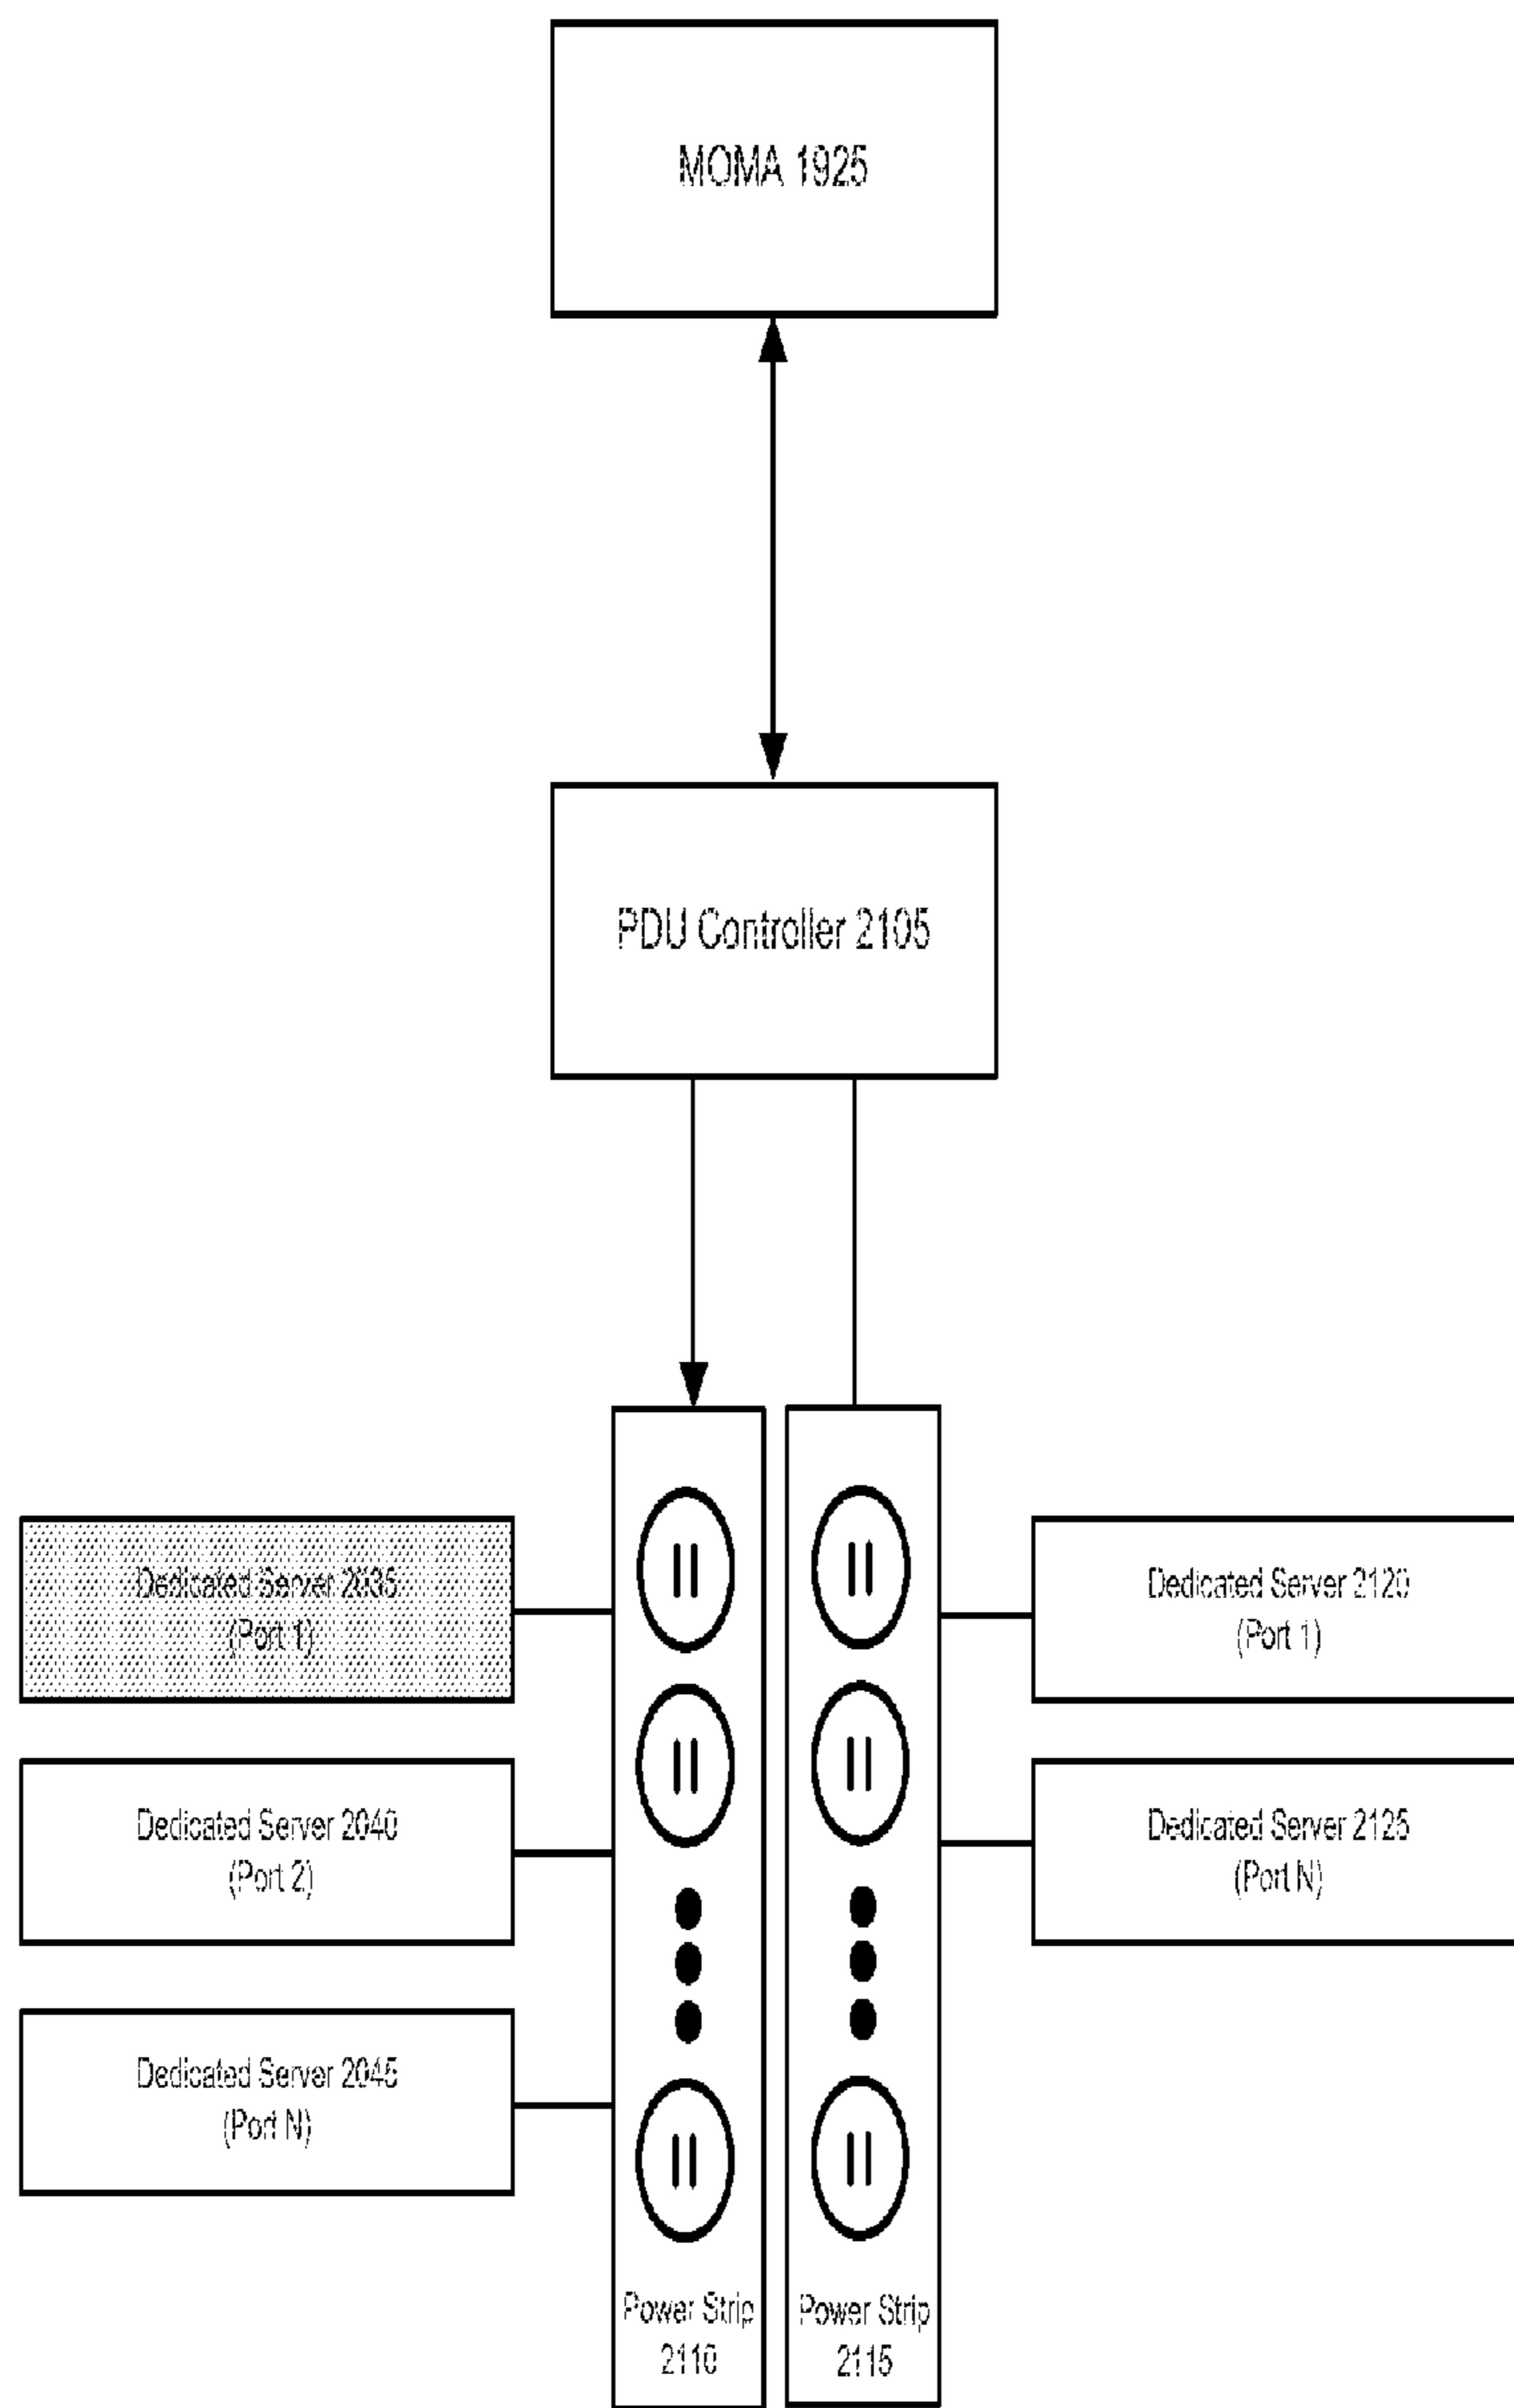 MOMA 1925
PDU Controller 2105
Dedicated Server 2035
(Port 1)
Dedicated Server 2120
(Port 1)
Dedicated Server 2040
(Port 2)
Dedicated Server 2125
(Port N)
Dedicated Server 2045
(Port N)
Power Strip
2110
Power Strip
2115